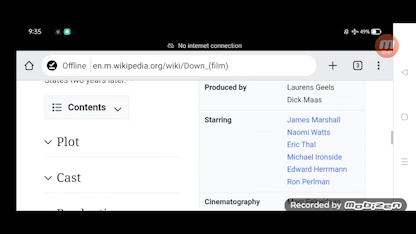 9:35
49%
No internet connection
Offline en.m.wikipedia.org/wiki/Down_(film)
3
States two years later.
Contents
Plot
Cast
Produced by
Laurens Geels
Dick Maas
Starring
James Marshall
Naomi Watts
Eric Thal
Michael Ironside
Edward Herrmann
Ron Perlman
Cinematography
Recorded by
Mobizen